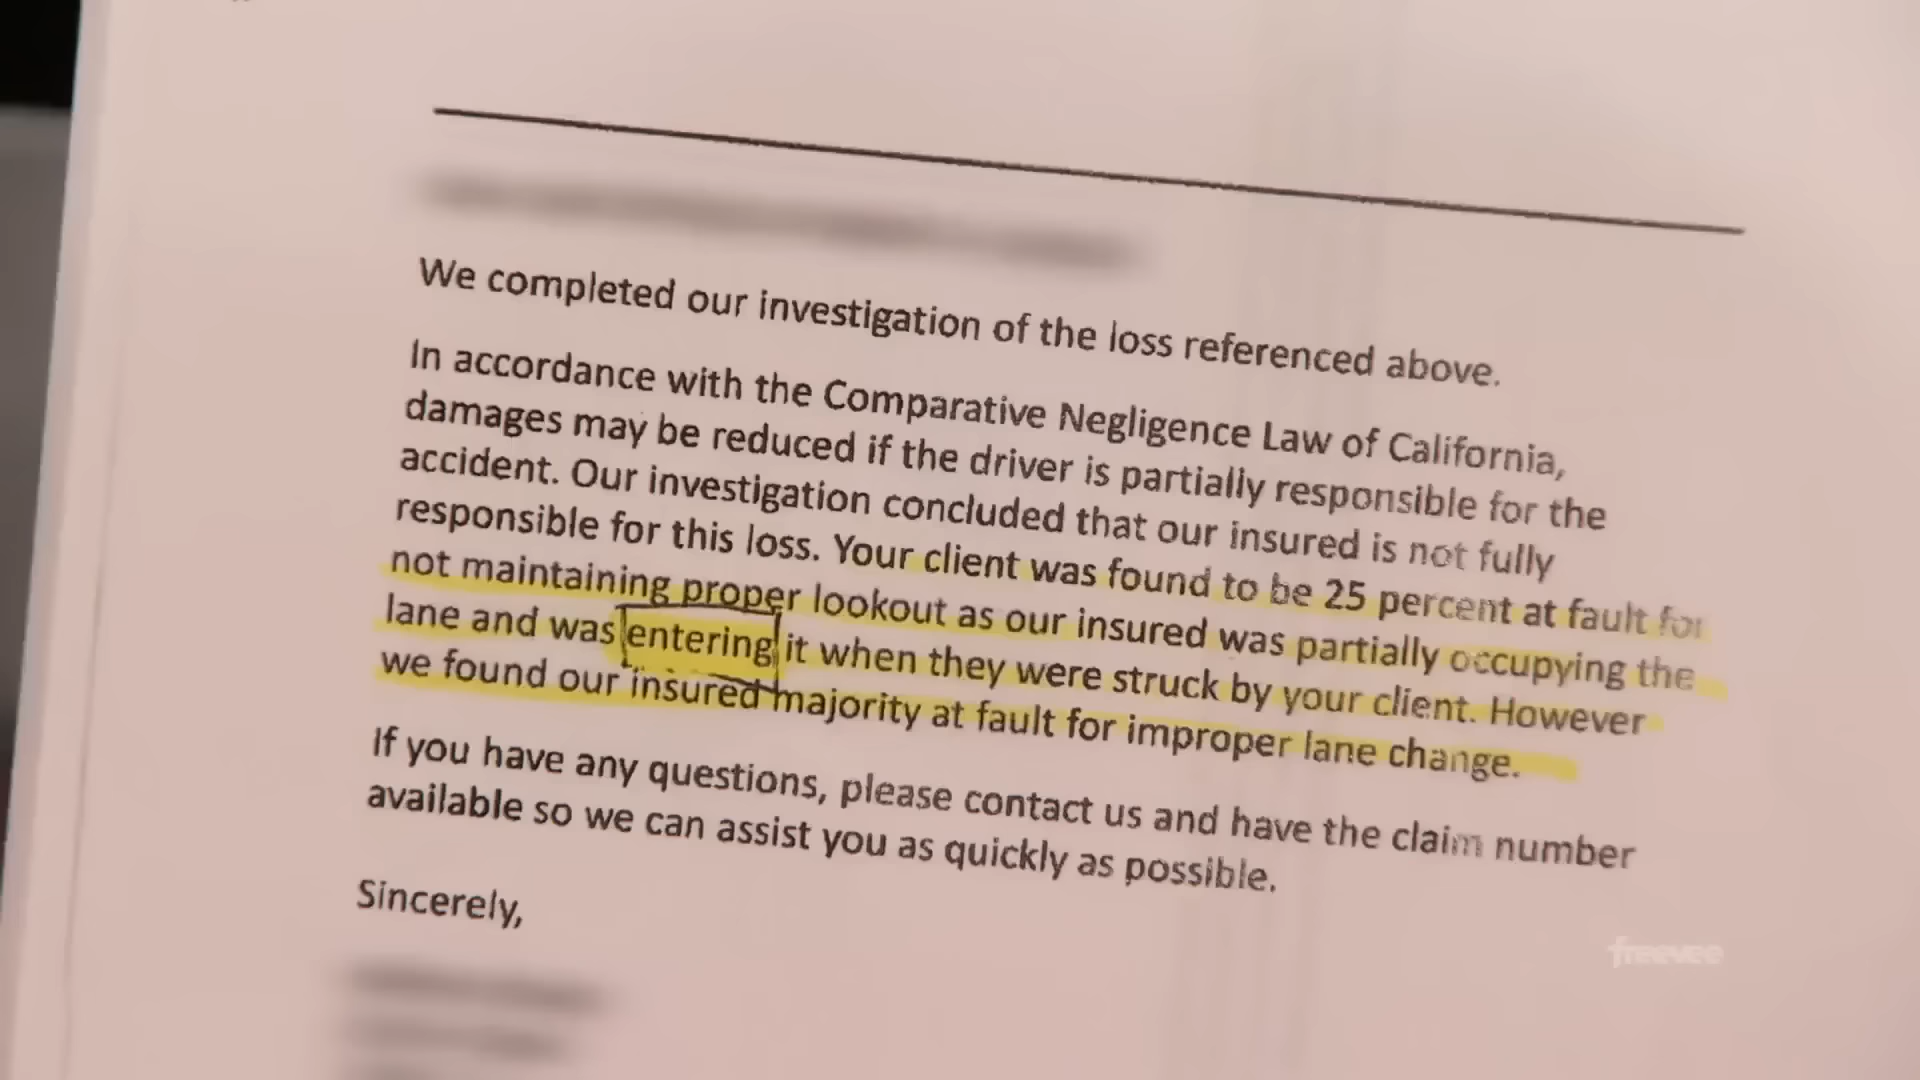 We completed our investigation of the loss referenced above.
In accordance with the Comparative Negligence Law of California,
damages may be reduced if the driver is partially responsible for the
accident. Our investigation concluded that our insured is not fully
responsible for this loss. Your client was found to be 25 percent at fault for
not maintaining proper lookout as our insured was partially occupying the
lane and was entering it when they were struck by your client. However
we found our insured majority at fault for improper lane change.
If you have any questions, please contact us and have the claim number
available so we can assist you as quickly as possible.
Sincerely,
freevee